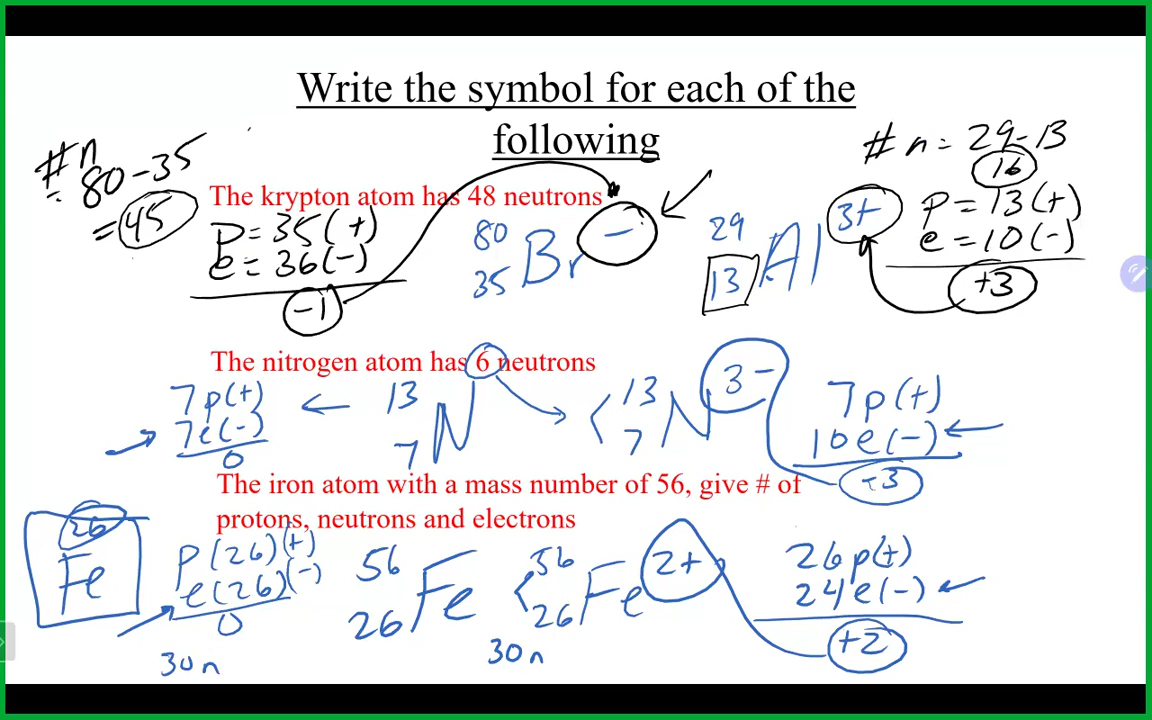 Write the symbol for each of the
following
# n
= 80-35
= 45
# n = 29-13
16
The krypton atom has 48 neutrons
p = 35(+)
e = 36(-)
-1
80
35 Br -
29
13 Al 3+
p = 13(+)
e = 10(-)
+3
The nitrogen atom has 6 neutrons
7p(+)
7e(-)
0
13
7 N
13
7 N 3-
7p(+)
10e(-)
-3
The iron atom with a mass number of 56, give # of
protons, neutrons and electrons
26
Fe
p(26)(+)
e(26)(-)
0
30n
56
26 Fe
56
26 Fe 2+
30n
26p(+)
24e(-)
+2